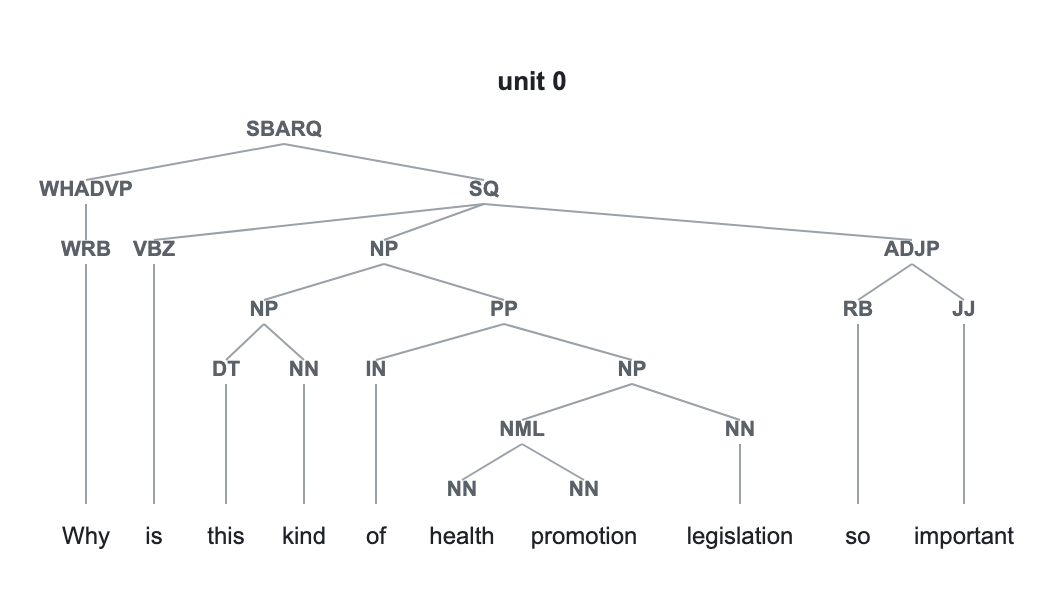 unit 0
SBARQ
WHADVP SQ
WRB VBZ NP ADJP
NP PP RB JJ
DT NN IN NP
NML NN
NN NN
Why is this kind of health promotion legislation so important